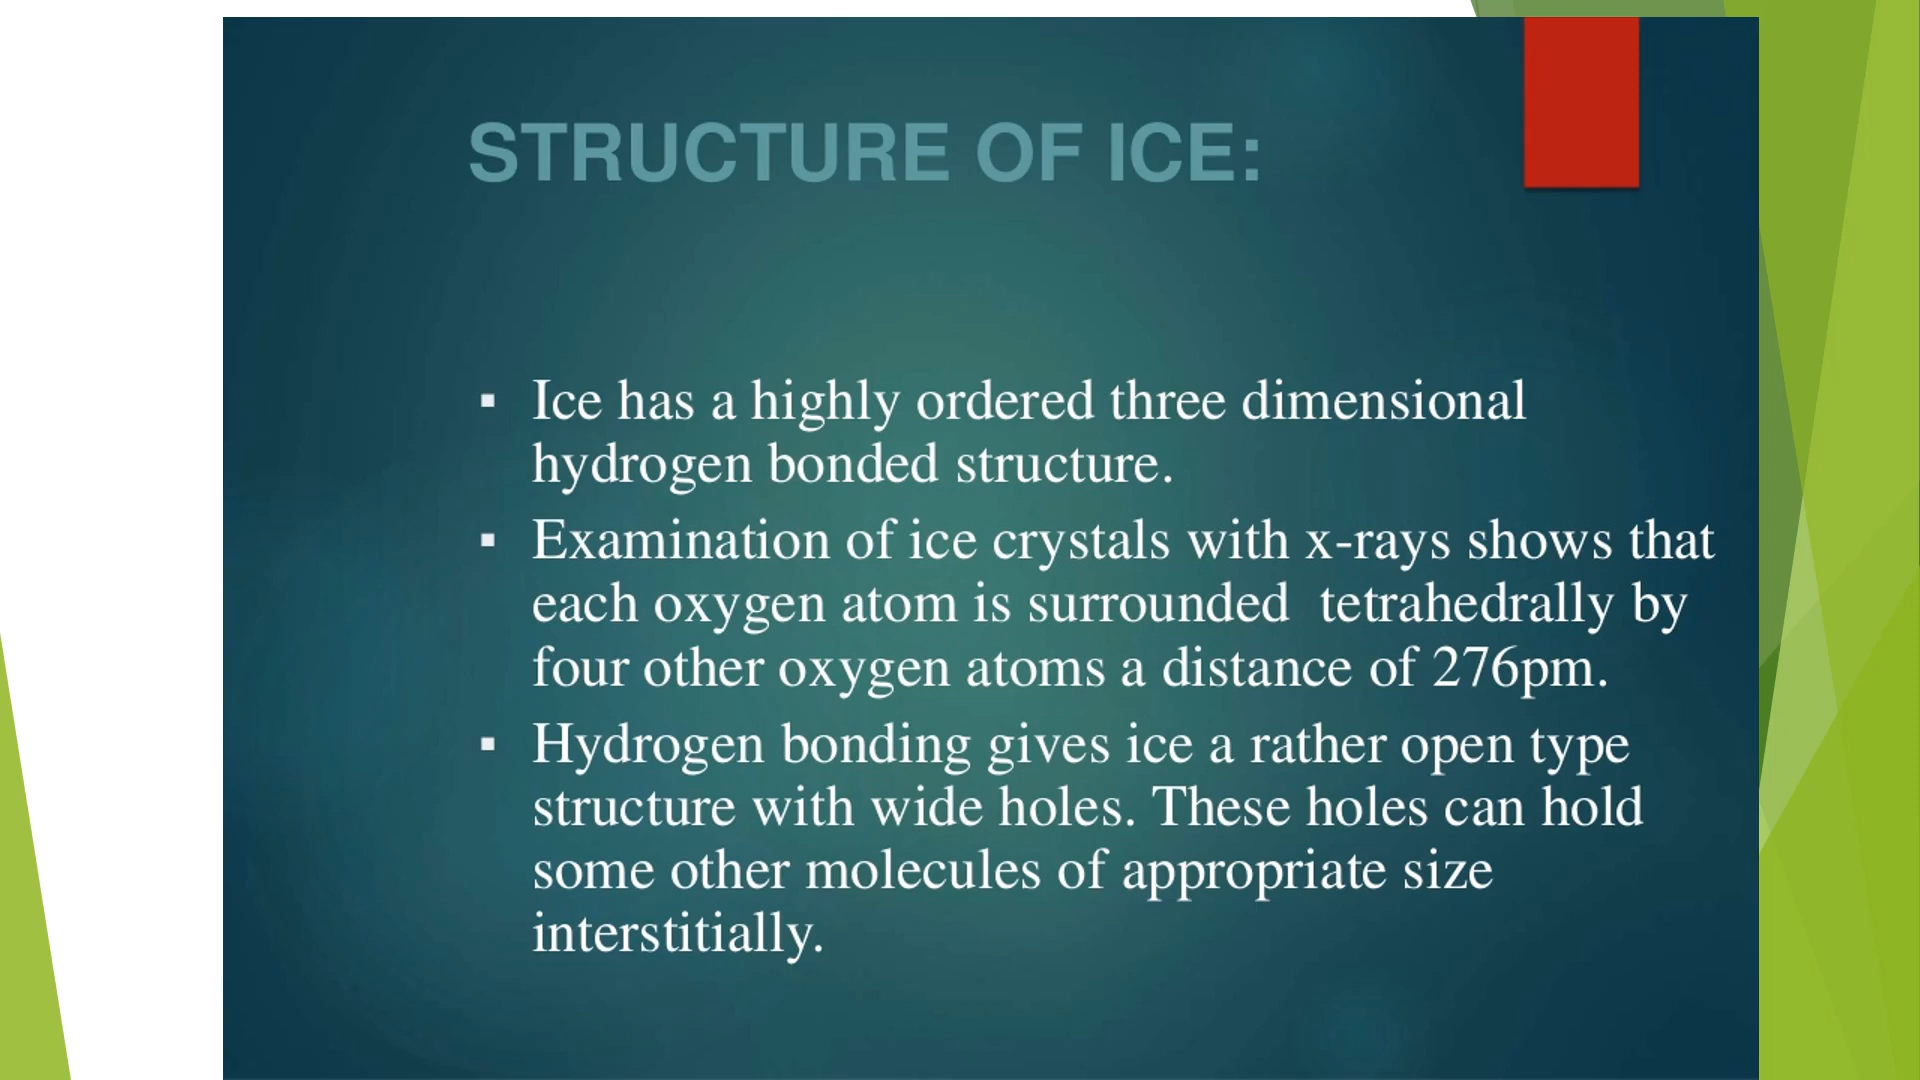 STRUCTURE OF ICE:
▪ Ice has a highly ordered three dimensional
hydrogen bonded structure.
▪ Examination of ice crystals with x-rays shows that
each oxygen atom is surrounded  tetrahedrally by
four other oxygen atoms a distance of 276pm.
▪ Hydrogen bonding gives ice a rather open type
structure with wide holes. These holes can hold
some other molecules of appropriate size
interstitially.